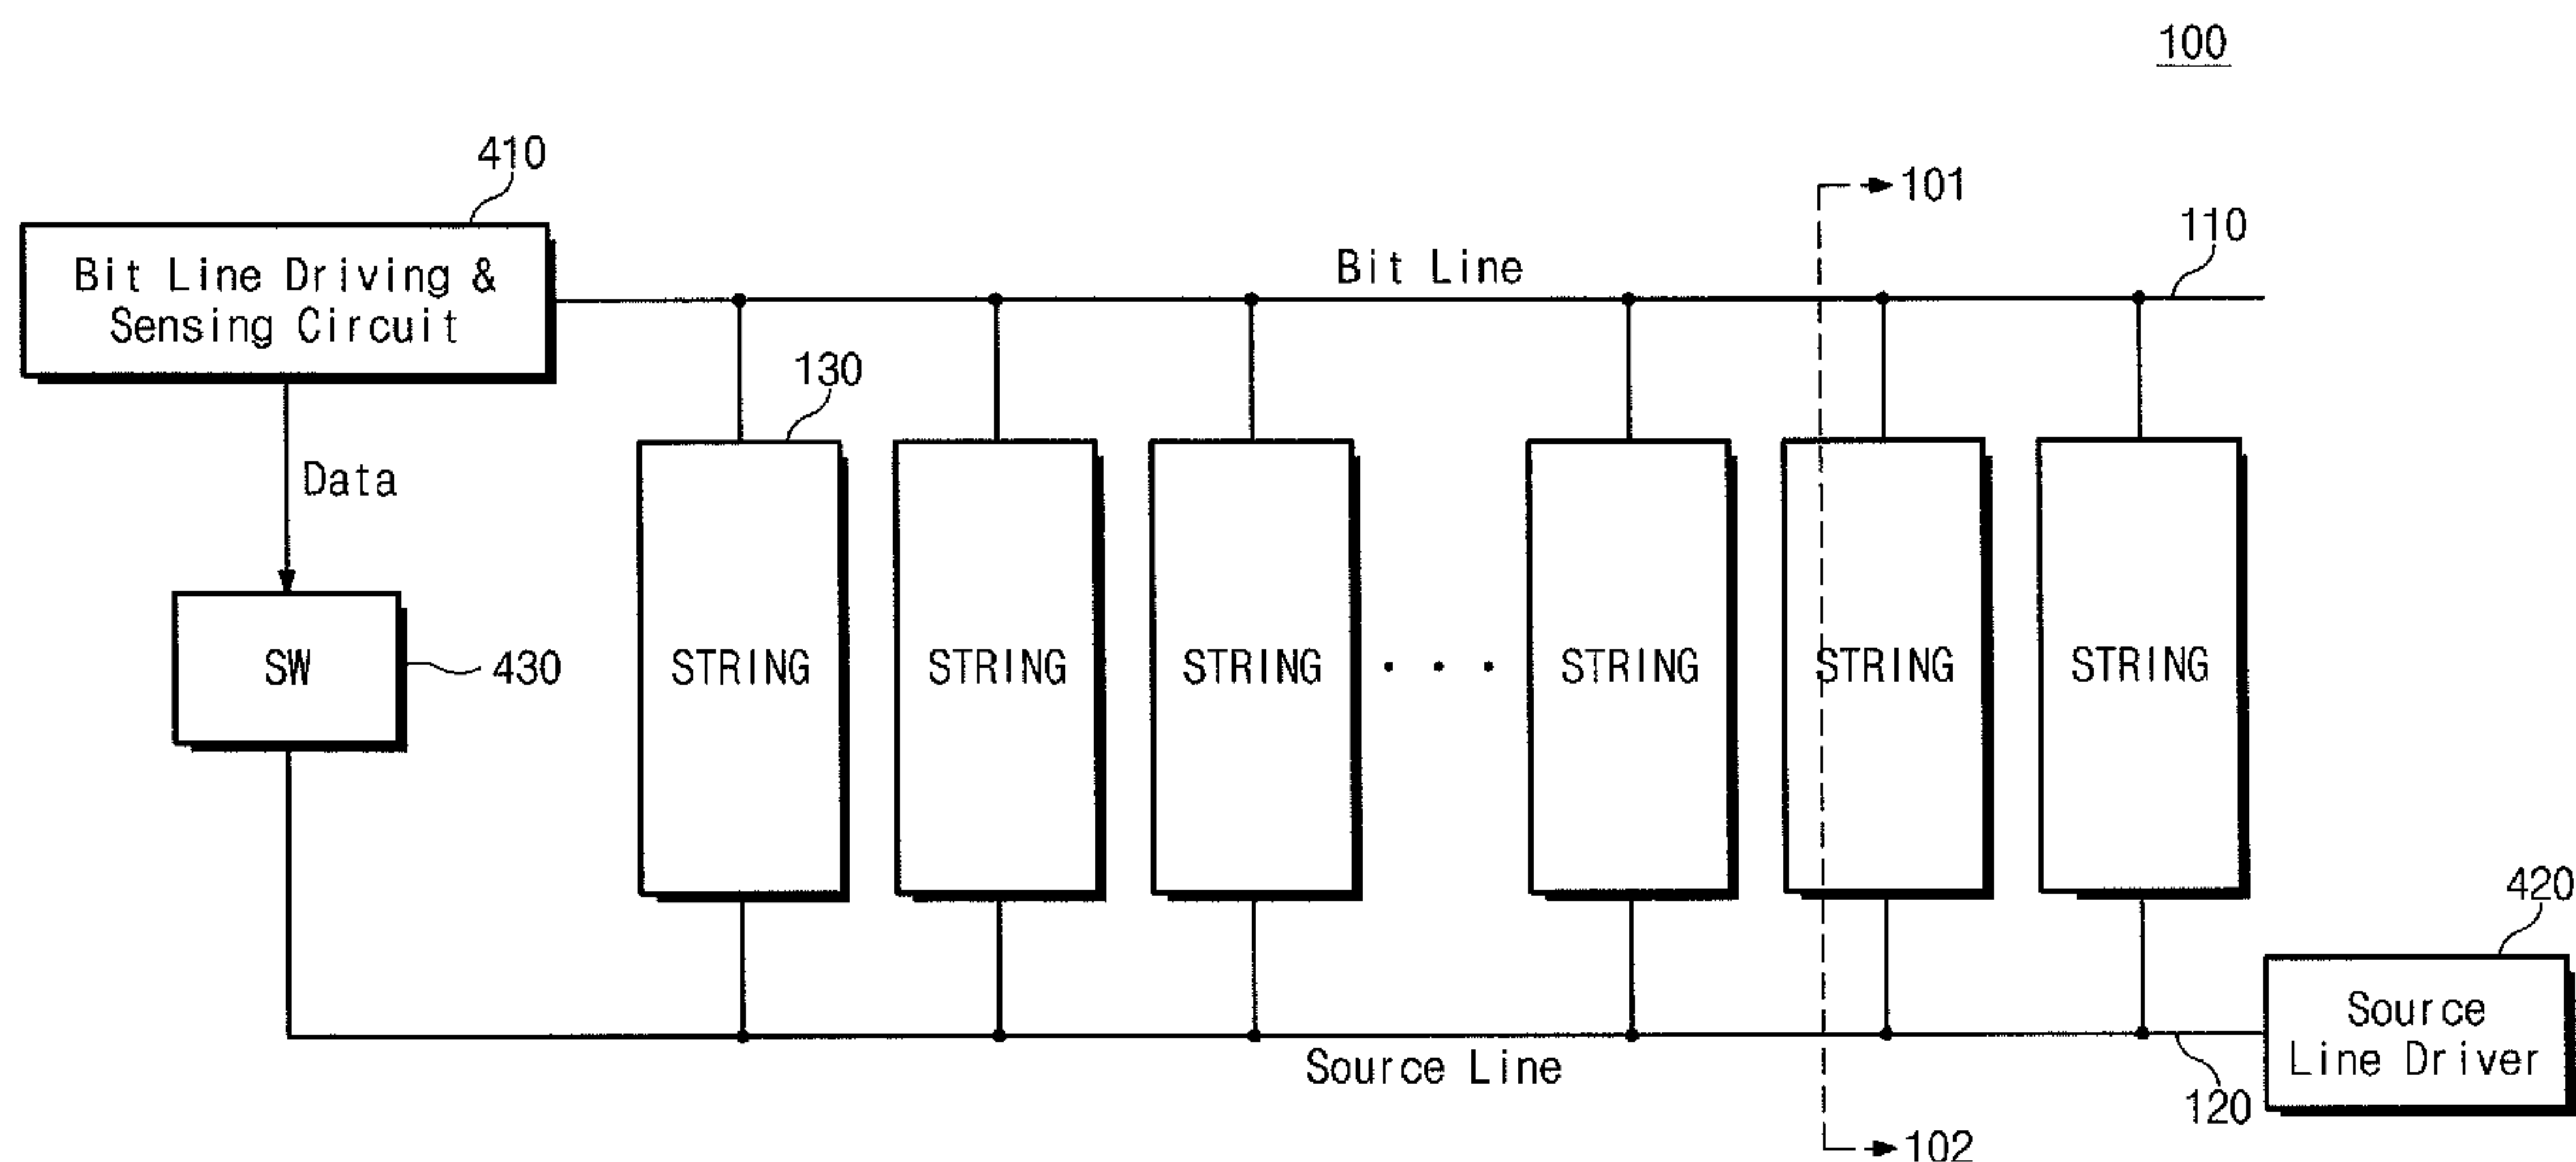 100
410
101
110
Bit Line Driving &
Sensing Circuit
Bit Line
130
Data
SW
430
STRING
STRING
STRING
. . .
STRING
STRING
STRING
420
Source
Line Driver
Source Line
120
102